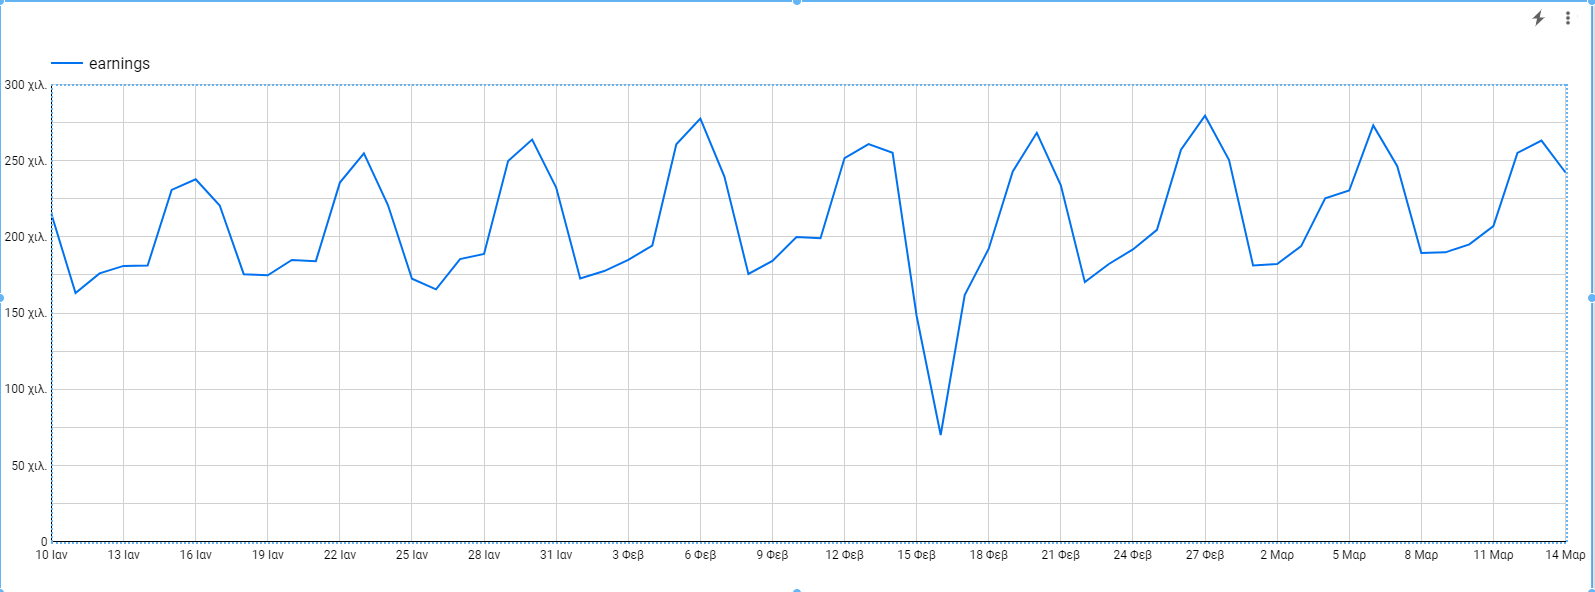 earnings
300 χιλ.
250 χιλ.
200 χιλ.
150 χιλ.
100 χιλ.
50 χιλ.
0
10 Ιαν 13 Ιαν 16 Ιαν 19 Ιαν 22 Ιαν 25 Ιαν 28 Ιαν 31 Ιαν 3 Φεβ 6 Φεβ 9 Φεβ 12 Φεβ 15 Φεβ 18 Φεβ 21 Φεβ 24 Φεβ 27 Φεβ 2 Μαρ 5 Μαρ 8 Μαρ 11 Μαρ 14 Μαρ